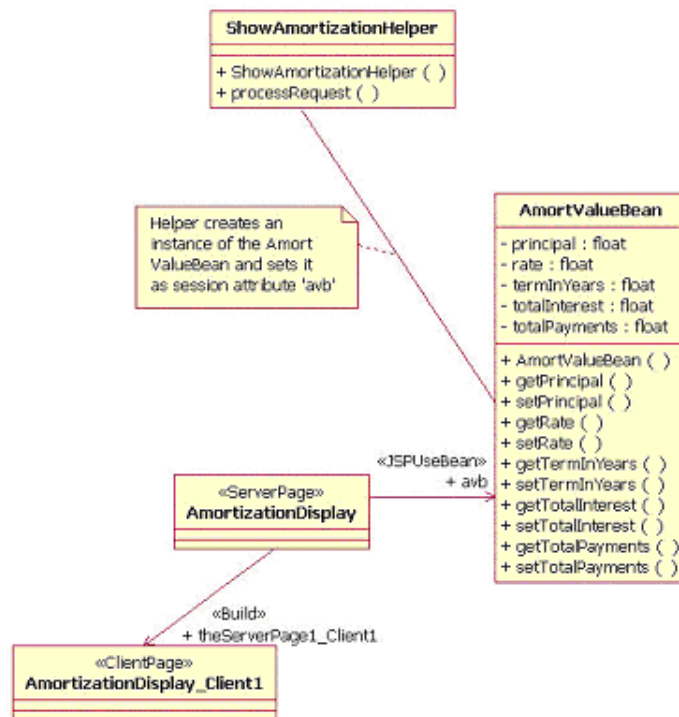 ShowAmortizationHelper
+ ShowAmortizationHelper ( )
+ processRequest ( )
Helper creates an
instance of the Amort
ValueBean and sets it
as session attribute 'avb'
AmortValueBean
- principal : float
- rate : float
- termInYears : float
- totalInterest : float
- totalPayments : float
+ AmortValueBean ( )
+ getPrincipal ( )
+ setPrincipal ( )
+ getRate ( )
+ setRate ( )
+ getTermInYears ( )
+ setTermInYears ( )
+ getTotalInterest ( )
+ setTotalInterest ( )
+ getTotalPayments ( )
+ setTotalPayments ( )
«JSPUseBean»
+ avb
«ServerPage»
AmortizationDisplay
«Build»
+ theServerPage1_Client1
«ClientPage»
AmortizationDisplay_Client1